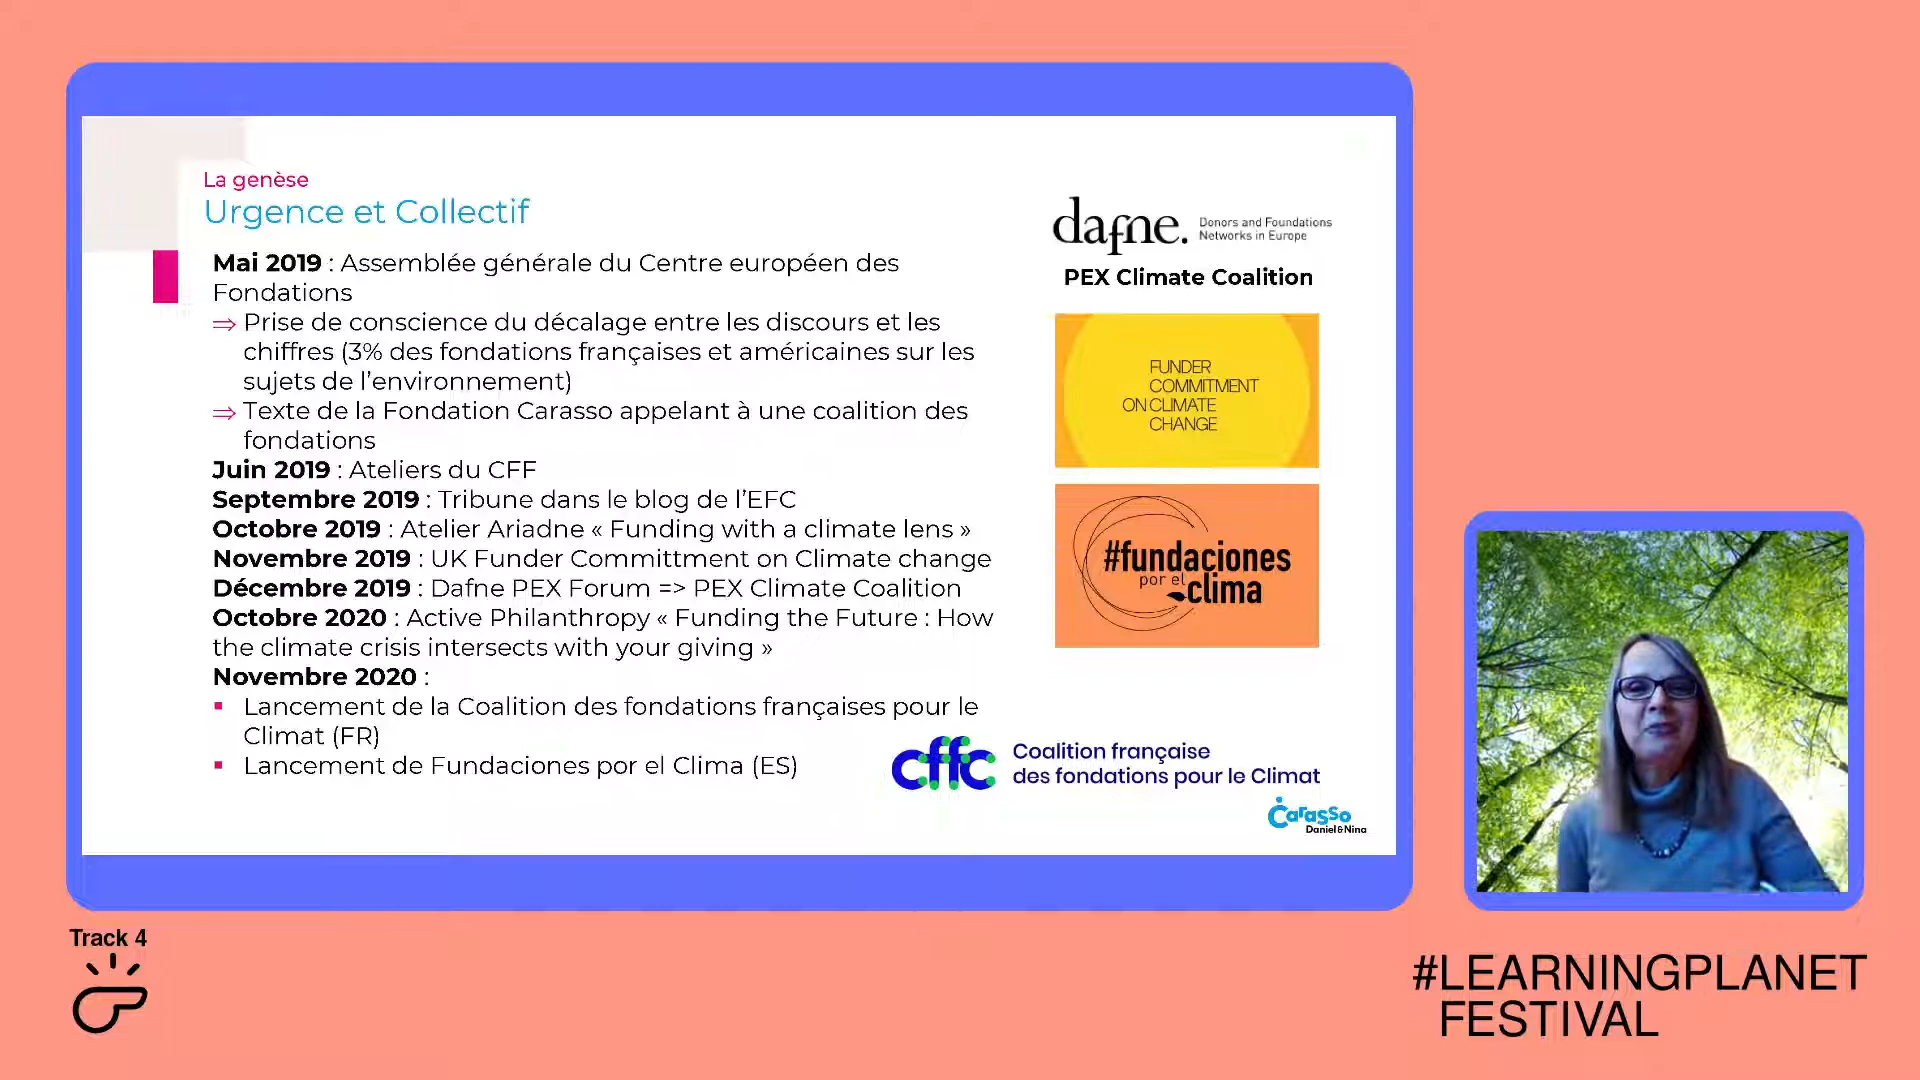 La genèse
Urgence et Collectif
Mai 2019 : Assemblée générale du Centre européen des
Fondations
⇒ Prise de conscience du décalage entre les discours et les
chiffres (3% des fondations françaises et américaines sur les
sujets de l’environnement)
⇒ Texte de la Fondation Carasso appelant à une coalition des
fondations
Juin 2019 : Ateliers du CFF
Septembre 2019 : Tribune dans le blog de l’EFC
Octobre 2019 : Atelier Ariadne « Funding with a climate lens »
Novembre 2019 : UK Funder Committment on Climate change
Décembre 2019 : Dafne PEX Forum => PEX Climate Coalition
Octobre 2020 : Active Philanthropy « Funding the Future : How
the climate crisis intersects with your giving »
Novembre 2020 :
▪ Lancement de la Coalition des fondations françaises pour le
Climat (FR)
▪ Lancement de Fundaciones por el Clima (ES)
dafne.
Donors and Foundations
Networks in Europe
PEX Climate Coalition
FUNDER
COMMITMENT
ON CLIMATE
CHANGE
#fundaciones
por el
clima
cffc
Coalition française
des fondations pour le Climat
Carasso
Daniel&Nina
Track 4
#LEARNINGPLANET
FESTIVAL